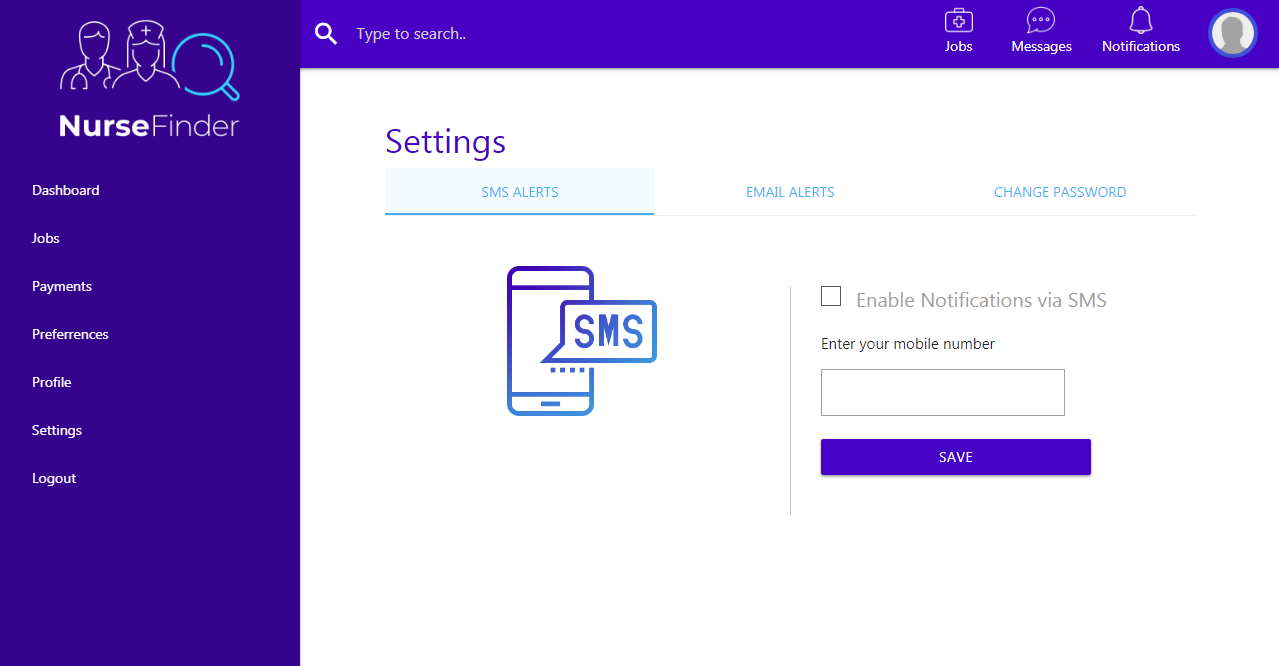 NurseFinder
Dashboard
Jobs
Payments
Preferrences
Profile
Settings
Logout
Type to search..
Jobs
Messages
Notifications
Settings
SMS ALERTS
EMAIL ALERTS
CHANGE PASSWORD
SMS
Enable Notifications via SMS
Enter your mobile number
SAVE